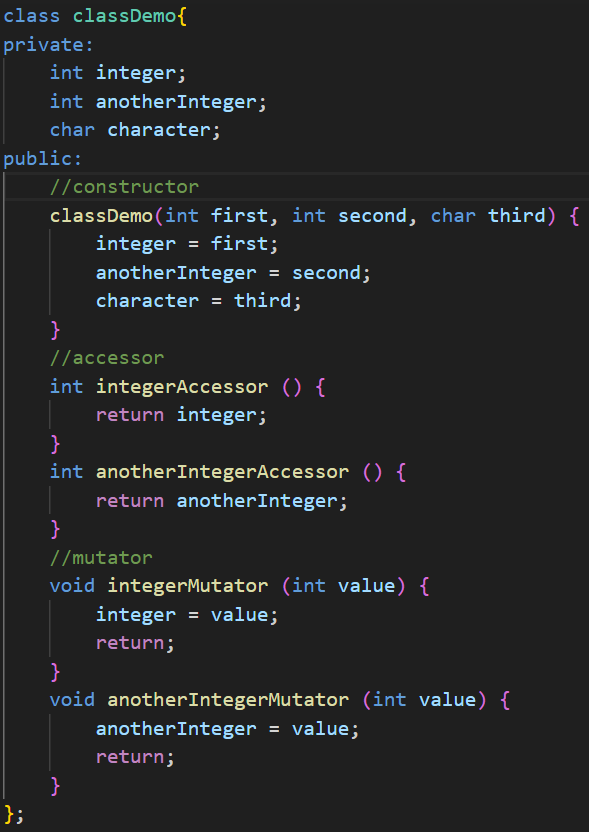 class classDemo{
private:
    int integer;
    int anotherInteger;
    char character;
public:
    //constructor
    classDemo(int first, int second, char third) {
        integer = first;
        anotherInteger = second;
        character = third;
    }
    //accessor
    int integerAccessor () {
        return integer;
    }
    int anotherIntegerAccessor () {
        return anotherInteger;
    }
    //mutator
    void integerMutator (int value) {
        integer = value;
        return;
    }
    void anotherIntegerMutator (int value) {
        anotherInteger = value;
        return;
    }
};